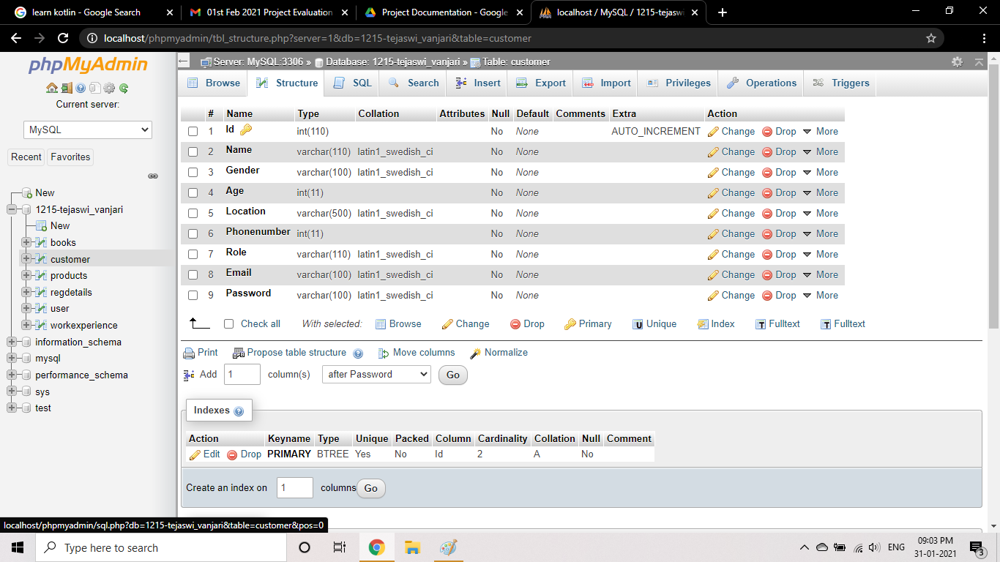 learn kotlin - Google Search
01st Feb 2021 Project Evaluation
Project Documentation - Google
localhost / MySQL / 1215-tejaswi
localhost/phpmyadmin/tbl_structure.php?server=1&db=1215-tejaswi_vanjari&table=customer
phpMyAdmin
Current server:
MySQL
Recent Favorites
New
1215-tejaswi_vanjari
New
books
customer
products
regdetails
user
workexperience
information_schema
mysql
performance_schema
sys
test
Server: MySQL:3306 » Database: 1215-tejaswi_vanjari » Table: customer
Browse Structure SQL Search Insert Export Import Privileges Operations Triggers
# Name Type Collation Attributes Null Default Comments Extra Action
1 Id int(110) No None AUTO_INCREMENT Change Drop More
2 Name varchar(110) latin1_swedish_ci No None Change Drop More
3 Gender varchar(100) latin1_swedish_ci No None Change Drop More
4 Age int(11) No None Change Drop More
5 Location varchar(500) latin1_swedish_ci No None Change Drop More
6 Phonenumber int(11) No None Change Drop More
7 Role varchar(110) latin1_swedish_ci No None Change Drop More
8 Email varchar(100) latin1_swedish_ci No None Change Drop More
9 Password varchar(100) latin1_swedish_ci No None Change Drop More
Check all With selected: Browse Change Drop Primary Unique Index Fulltext Fulltext
Print Propose table structure Move columns Normalize
Add 1 column(s) after Password Go
Indexes
Action Keyname Type Unique Packed Column Cardinality Collation Null Comment
Edit Drop PRIMARY BTREE Yes No Id 2 A No
Create an index on 1 columns Go
localhost/phpmyadmin/sql.php?db=1215-tejaswi_vanjari&table=customer&pos=0
Type here to search
ENG
09:03 PM
31-01-2021
3